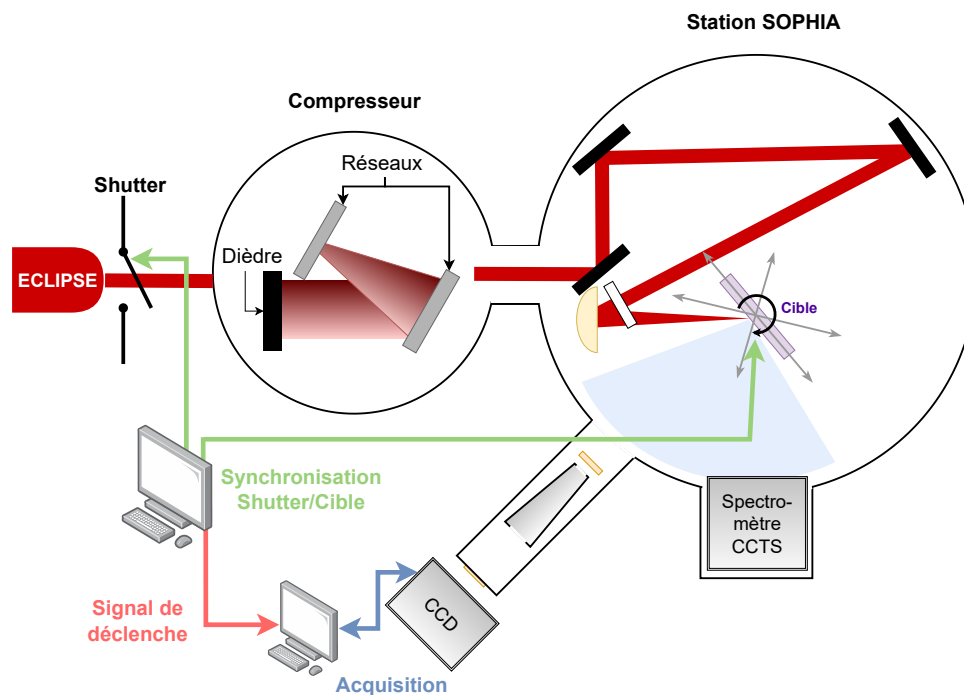 Station SOPHIA
Compresseur
Réseaux
Shutter
Dièdre
ECLIPSE
Cible
Synchronisation
Shutter/Cible
Spectro-
mètre
CCTS
CCD
Signal de
déclenche
Acquisition